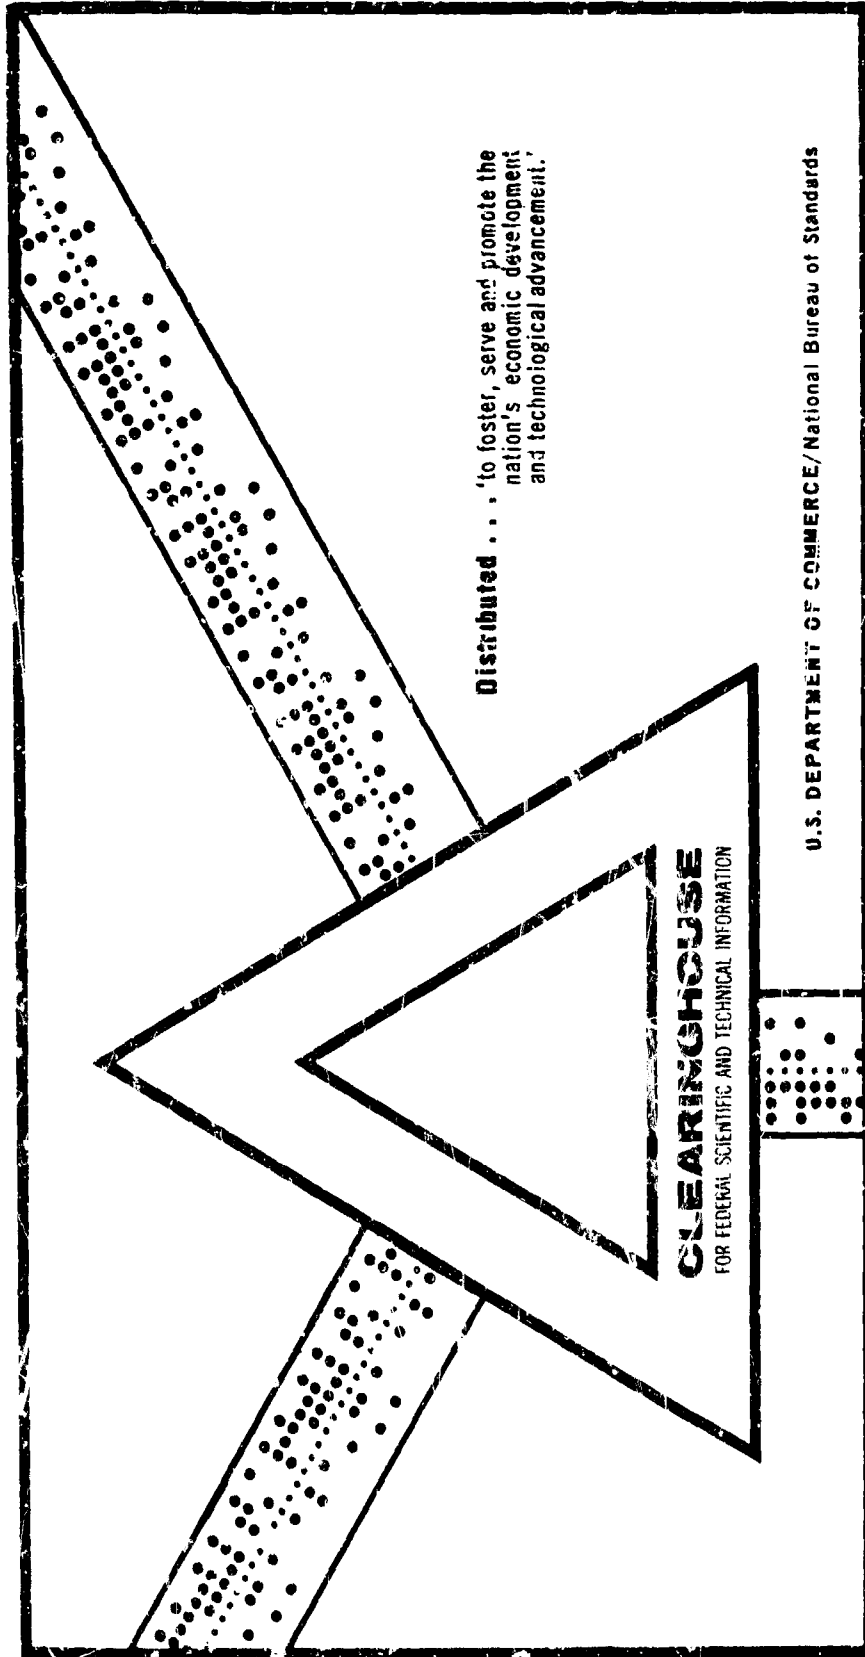 Distributed . . . 'to foster, serve and promote the
nation's economic development
and technological advancement.'
CLEARINGHOUSE
FOR FEDERAL SCIENTIFIC AND TECHNICAL INFORMATION
U.S. DEPARTMENT OF COMMERCE/National Bureau of Standards